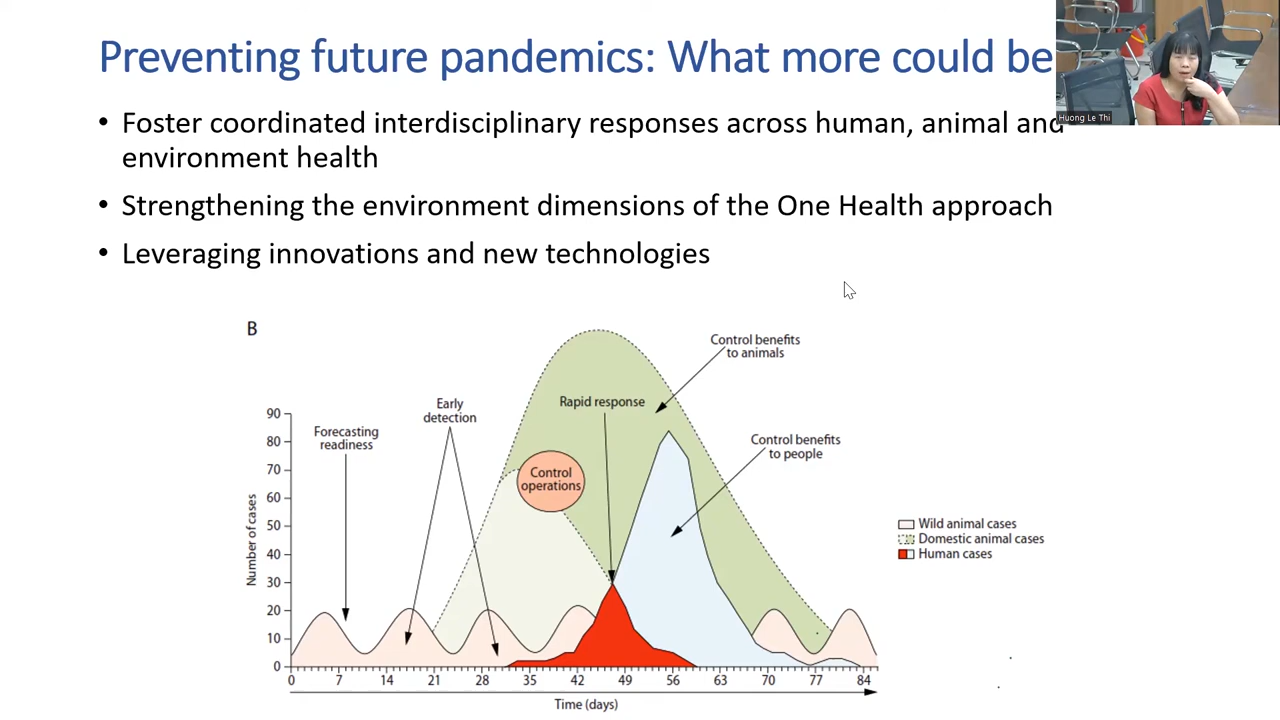 Preventing future pandemics: What more could be
Huong Le Thi
• Foster coordinated interdisciplinary responses across human, animal and
environment health
• Strengthening the environment dimensions of the One Health approach
• Leveraging innovations and new technologies
B
Control benefits
to animals
Rapid response
Early
detection
Forecasting
readiness
Control benefits
to people
Control
operations
Number of cases
90
80
70
60
50
40
30
20
10
0
Wild animal cases
Domestic animal cases
Human cases
0 7 14 21 28 35 42 49 56 63 70 77 84
Time (days)